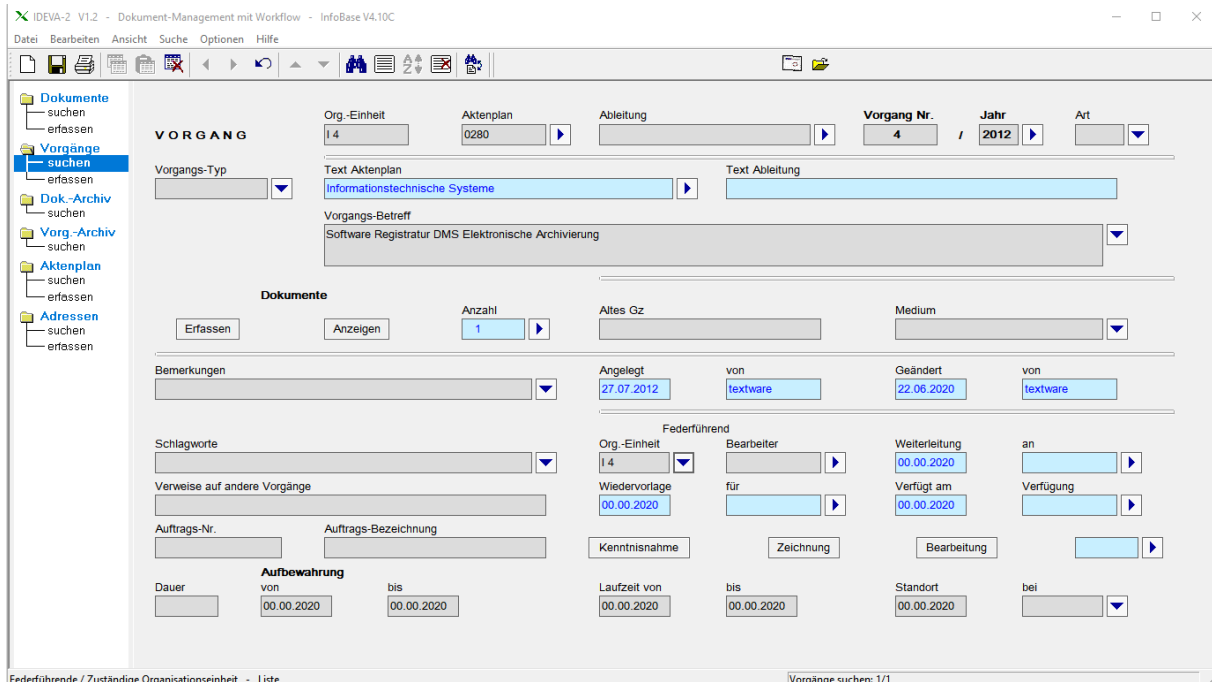 IDEVA-2 V1.2 - Dokument-Management mit Workflow - InfoBase V4.10C
Datei Bearbeiten Ansicht Suche Optionen Hilfe
Dokumente
suchen
erfassen
Vorgänge
suchen
erfassen
Dok.-Archiv
suchen
Vorg.-Archiv
suchen
Aktenplan
suchen
erfassen
Adressen
suchen
erfassen
Org.-Einheit Aktenplan Ableitung Vorgang Nr. Jahr Art
VORGANG I 4 0280 4 / 2012
Vorgangs-Typ Text Aktenplan Text Ableitung
Informationstechnische Systeme
Vorgangs-Betreff
Software Registratur DMS Elektronische Archivierung
Dokumente
Anzahl Altes Gz Medium
Erfassen Anzeigen 1
Bemerkungen Angelegt von Geändert von
27.07.2012 textware 22.06.2020 textware
Federführend
Schlagworte Org.-Einheit Bearbeiter Weiterleitung an
I 4 00.00.2020
Verweise auf andere Vorgänge Wiedervorlage für Verfügt am Verfügung
00.00.2020 00.00.2020
Auftrags-Nr. Auftrags-Bezeichnung
Kenntnisnahme Zeichnung Bearbeitung
Aufbewahrung
Dauer von bis Laufzeit von bis Standort bei
00.00.2020 00.00.2020 00.00.2020 00.00.2020 00.00.2020
Federführende / Zuständige Organisationseinheit - Liste Vorgänge suchen: 1/1